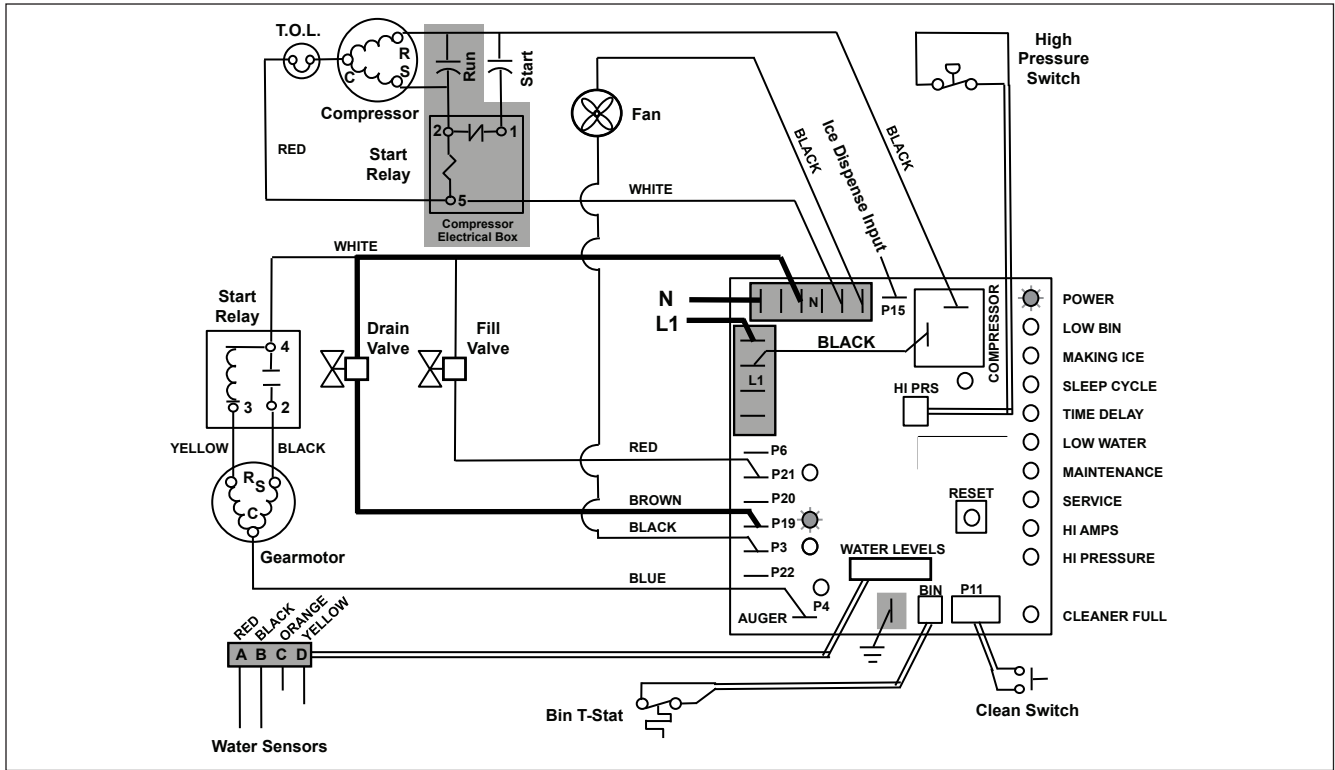 T.O.L.
R
S
C
Compressor
Run
Start
RED
2
1
Start
Relay
5
Compressor
Electrical Box
WHITE
Fan
BLACK
Ice Dispense Input
BLACK
High
Pressure
Switch
WHITE
Start
Relay
4
3
2
YELLOW
BLACK
R
S
C
Gearmotor
Drain
Valve
Fill
Valve
N
L1
N
L1
BLACK
P15
COMPRESSOR
HI PRS
POWER
LOW BIN
MAKING ICE
SLEEP CYCLE
TIME DELAY
LOW WATER
MAINTENANCE
SERVICE
HI AMPS
HI PRESSURE
CLEANER FULL
RED
BROWN
BLACK
BLUE
P6
P21
P20
P19
P3
P22
P4
AUGER
RESET
WATER LEVELS
BIN
P11
RED
BLACK
ORANGE
YELLOW
A B C D
Water Sensors
Bin T-Stat
Clean Switch